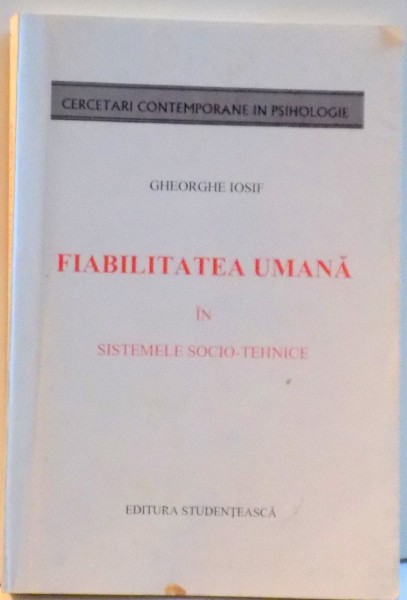 CERCETARI CONTEMPORANE IN PSIHOLOGIE
GHEORGHE IOSIF
FIABILITATEA UMANĂ
ÎN
SISTEMELE SOCIO-TEHNICE
EDITURA STUDENŢEASCĂ